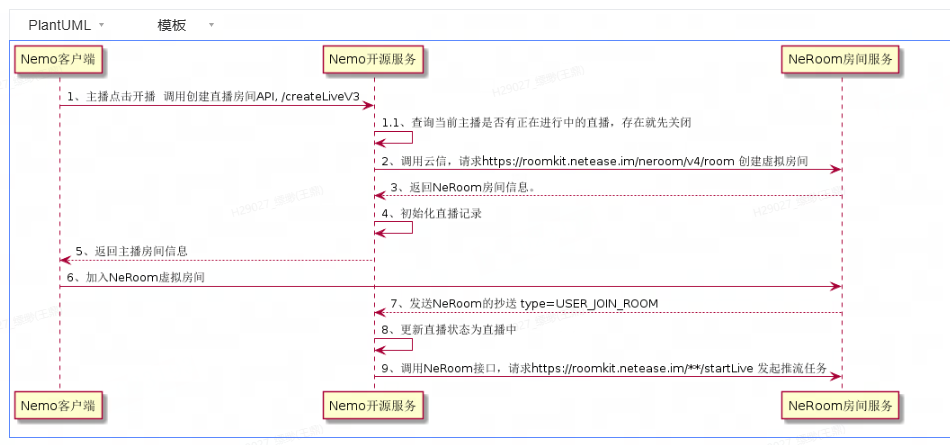 PlantUML 模板
Nemo客户端 Nemo开源服务 NeRoom房间服务
1、主播点击开播 调用创建直播房间API, /createLiveV3
1.1、查询当前主播是否有正在进行中的直播，存在就先关闭
2、调用云信，请求https://roomkit.netease.im/neroom/v4/room 创建虚拟房间
3、返回NeRoom房间信息。
4、初始化直播记录
5、返回主播房间信息
6、加入NeRoom虚拟房间
7、发送NeRoom的抄送 type=USER_JOIN_ROOM
8、更新直播状态为直播中
9、调用NeRoom接口，请求https://roomkit.netease.im/**/startLive 发起推流任务
Nemo客户端 Nemo开源服务 NeRoom房间服务